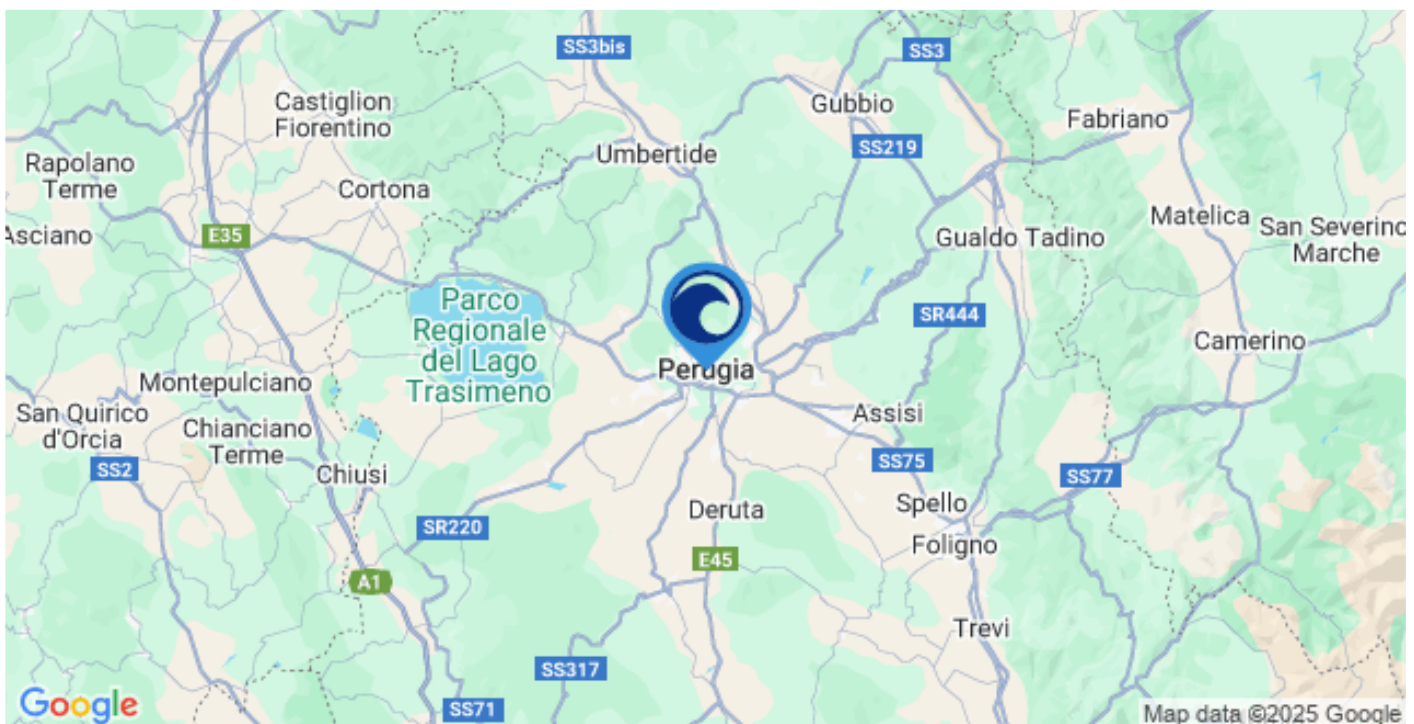 SS3bis
SS3
Castiglion
Fiorentino
Gubbio
Fabriano
Umbertide
SS219
Rapolano
Terme
Cortona
Matelica
Asciano
E35
Gualdo Tadino
San Severino
Marche
Parco
Regionale
del Lago
Trasimeno
SR444
Camerino
Perugia
Montepulciano
San Quirico
d'Orcia
Chianciano
Terme
Assisi
SS2
Chiusi
SS75
SS77
Spello
Deruta
SR220
Foligno
E45
A1
Trevi
SS317
SS71
Google
Map data ©2025 Google